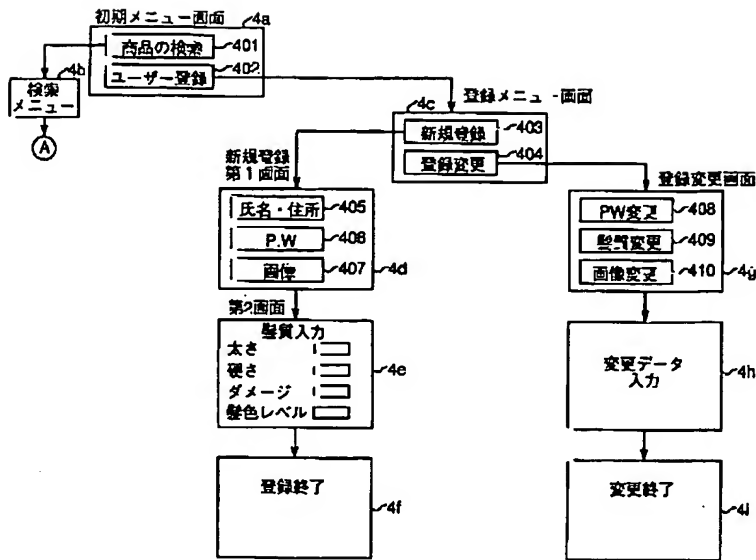 初期メニュー画面
4a
商品の検索
401
ユーザー登録
402
4b
検索
メニュー
A
登録メニュー画面
4c
新規登録
403
登録変更
404
新規登録
第1画面
氏名・住所
405
P.W
406
画像
407
4d
登録変更画面
PW変更
408
髪質変更
409
画像変更
410
4g
第2画面
髪質入力
太さ
硬さ
ダメージ
髪色レベル
4e
変更データ
入力
4h
登録終了
4f
変更終了